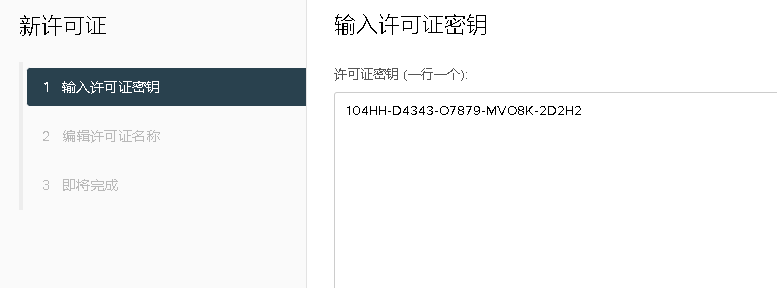 新许可证
1 输入许可证密钥
2 编辑许可证名称
3 即将完成
输入许可证密钥
许可证密钥 (一行一个):
104HH-D4343-07879-MV08K-2D2H2